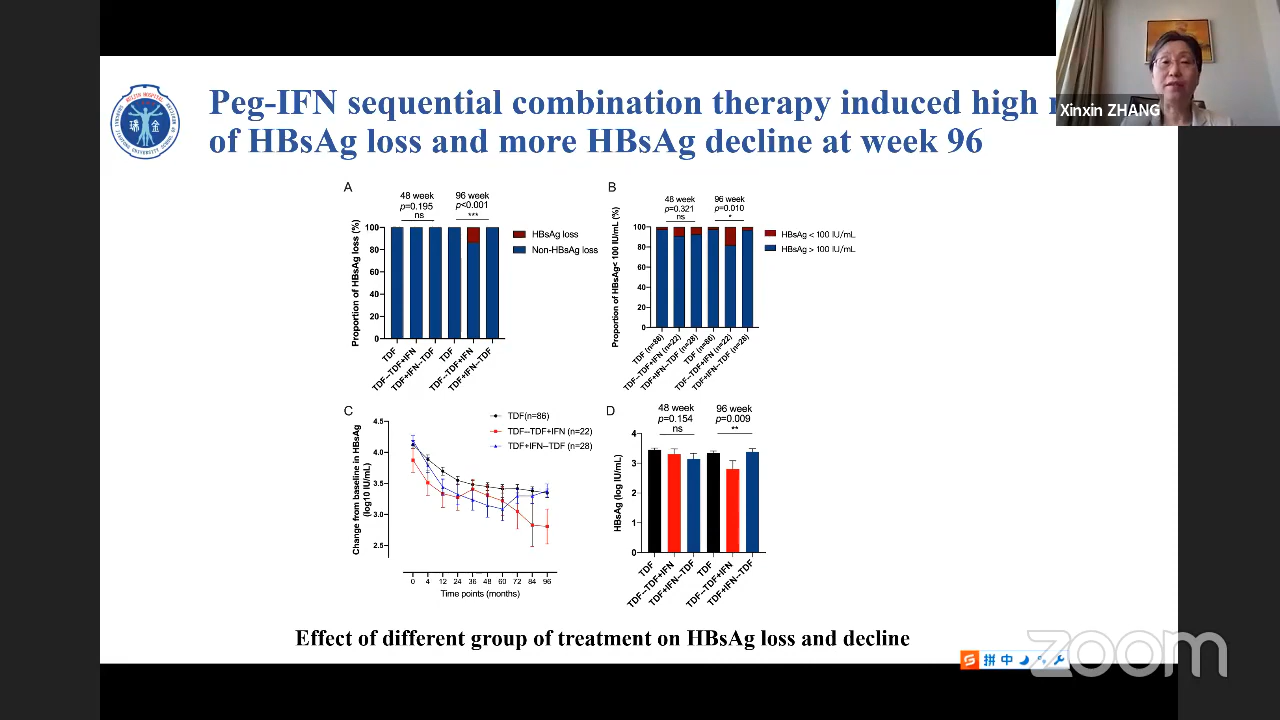 Peg-IFN sequential combination therapy induced high
of HBsAg loss and more HBsAg decline at week 96
Xinxin ZHANG
A
48 week
p=0.195
ns
96 week
p<0.001
***
Proportion of HBsAg loss (%)
100
80
60
40
20
0
TDF
TDF--TDF+IFN
TDF+IFN--TDF
TDF
TDF--TDF+IFN
TDF+IFN--TDF
HBsAg loss
Non-HBsAg loss
B
48 week
p=0.321
ns
96 week
p=0.010
*
Proportion of HBsAg< 100 IU/mL (%)
100
80
60
40
20
0
TDF (n=86)
TDF--TDF+IFN (n=22)
TDF+IFN--TDF (n=28)
TDF (n=86)
TDF--TDF+IFN (n=22)
TDF+IFN--TDF (n=28)
HBsAg < 100 IU/mL
HBsAg > 100 IU/mL
C
TDF(n=86)
TDF--TDF+IFN (n=22)
TDF+IFN--TDF (n=28)
Change from baseline in HBsAg
(log10 IU/mL)
4.5
4.0
3.5
3.0
2.5
0 4 12 24 36 48 60 72 84 96
Time points (months)
D
48 week
p=0.154
ns
96 week
p=0.009
**
HBsAg (log IU/mL)
4
3
2
1
0
TDF
TDF--TDF+IFN
TDF+IFN--TDF
TDF
TDF--TDF+IFN
TDF+IFN--TDF
Effect of different group of treatment on HBsAg loss and decline
拼 中
zoom